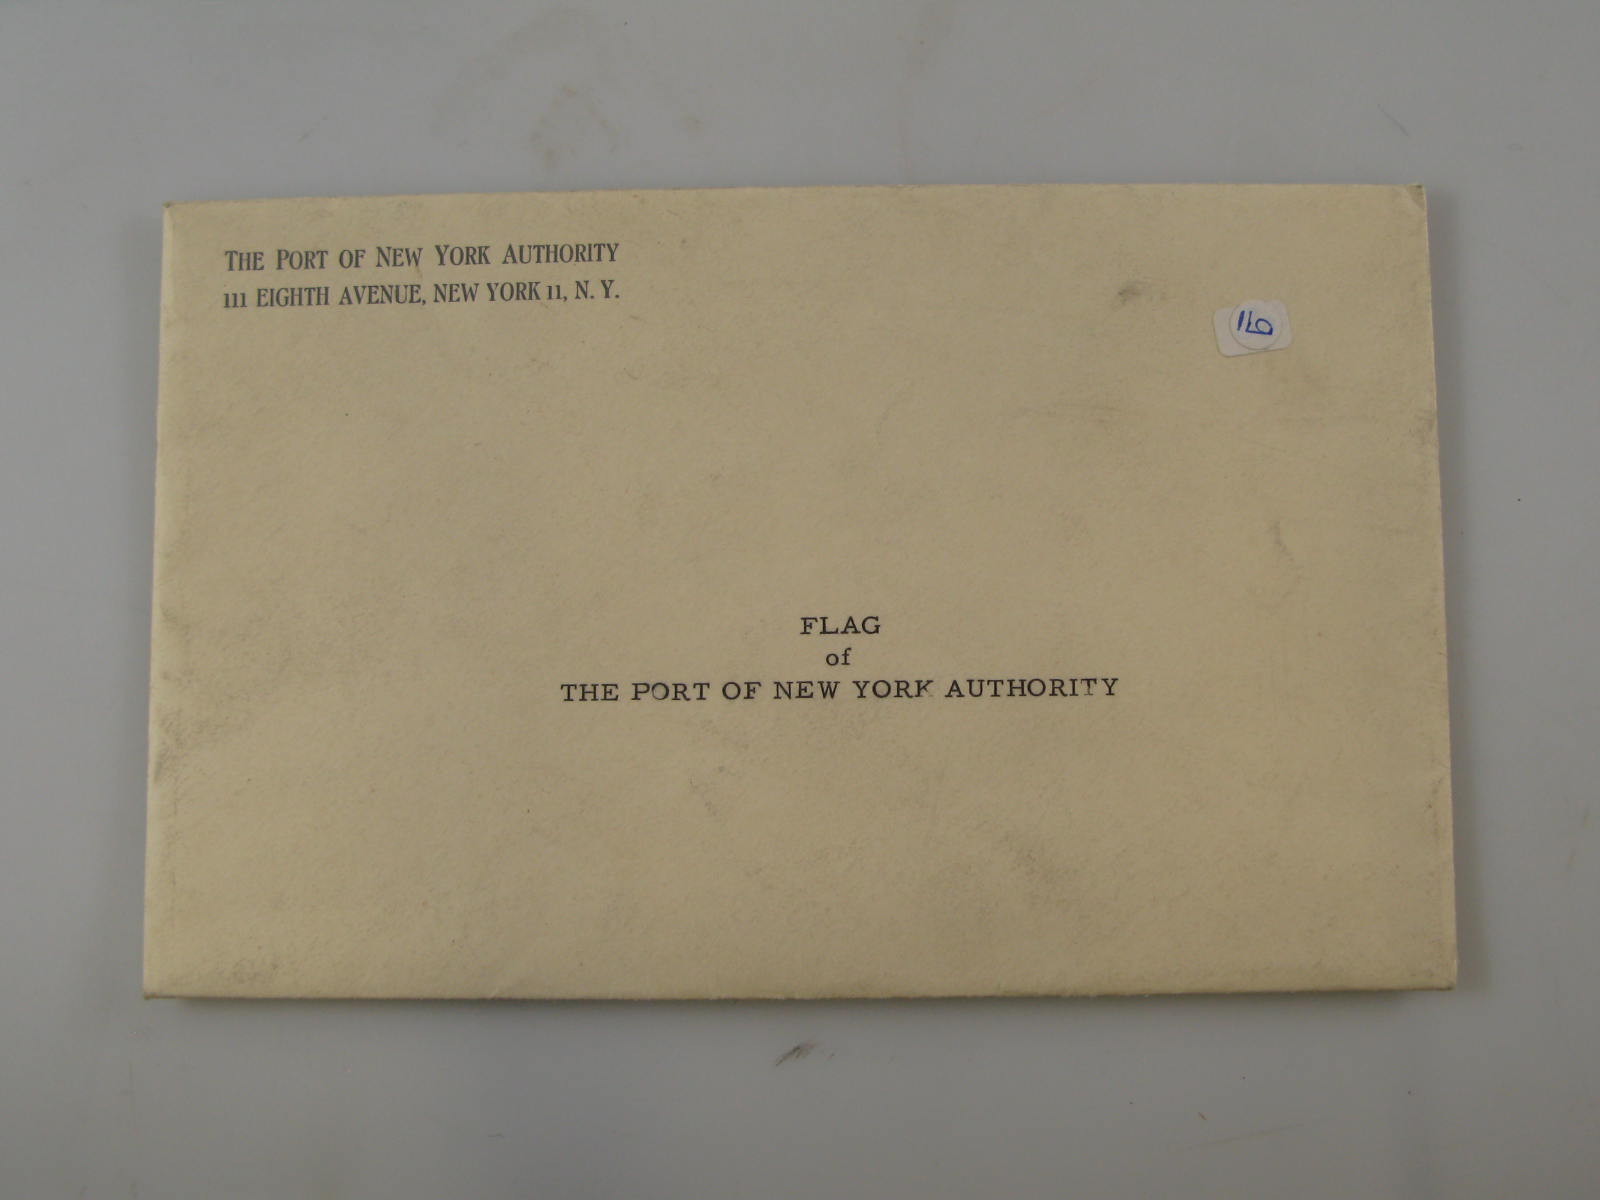 THE PORT OF NEW YORK AUTHORITY
111 EIGHTH AVENUE, NEW YORK 11, N. Y.
FLAG
of
THE PORT OF NEW YORK AUTHORITY